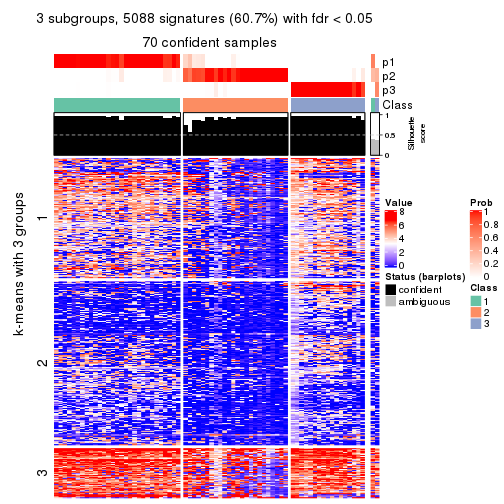 3 subgroups, 5088 signatures (60.7%) with fdr < 0.05
70 confident samples
p1
p2
p3
Class
1
0.5
0
Silhouette
score
k-means with 3 groups
1
2
3
Value
8
6
4
2
0
Status (barplots)
confident
ambiguous
Prob
1
0.8
0.6
0.4
0.2
0
Class
1
2
3